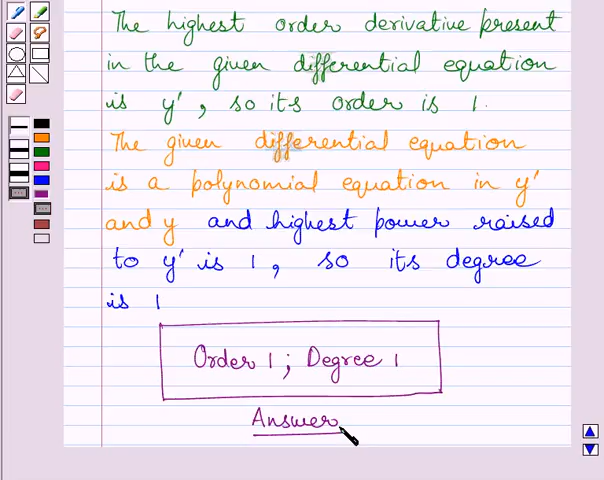 The highest order derivative present
in the given differential equation
is y', so its order is 1.
The given differential equation
is a polynomial equation in y'
and y and highest power raised
to y' is 1, so its degree
is 1
Order 1; Degree 1
Answer